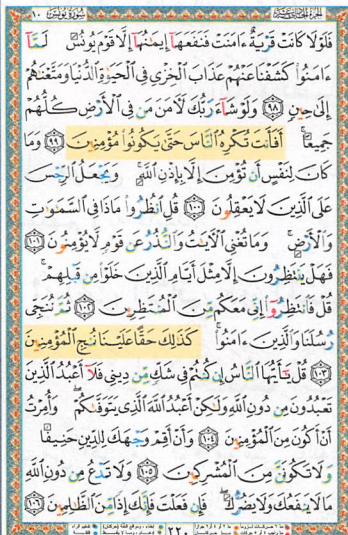 سورة يونس ١٠
فَلَوْلَا كَانَتْ قَرْيَةٌ ءَامَنَتْ فَنَفَعَهَآ إِيمَٰنُهَآ إِلَّا قَوْمَ يُونُسَ لَمَّآ
ءَامَنُوا۟ كَشَفْنَا عَنْهُمْ عَذَابَ ٱلْخِزْىِ فِى ٱلْحَيَوٰةِ ٱلدُّنْيَا وَمَتَّعْنَٰهُمْ
إِلَىٰ حِينٍ ٩٨ وَلَوْ شَآءَ رَبُّكَ لَءَامَنَ مَن فِى ٱلْأَرْضِ كُلُّهُمْ
جَمِيعًا ۚ أَفَأَنتَ تُكْرِهُ ٱلنَّاسَ حَتَّىٰ يَكُونُوا۟ مُؤْمِنِينَ ٩٩ وَمَا
كَانَ لِنَفْسٍ أَن تُؤْمِنَ إِلَّا بِإِذْنِ ٱللَّهِ ۚ وَيَجْعَلُ ٱلرِّجْسَ
عَلَى ٱلَّذِينَ لَا يَعْقِلُونَ ١٠٠ قُلِ ٱنظُرُوا۟ مَاذَا فِى ٱلسَّمَٰوَٰتِ
وَٱلْأَرْضِ ۚ وَمَا تُغْنِى ٱلْءَايَٰتُ وَٱلنُّذُرُ عَن قَوْمٍ لَّا يُؤْمِنُونَ ١٠١
فَهَلْ يَنتَظِرُونَ إِلَّا مِثْلَ أَيَّامِ ٱلَّذِينَ خَلَوْا۟ مِن قَبْلِهِمْ ۚ
قُلْ فَٱنتَظِرُوٓا۟ إِنِّى مَعَكُم مِّنَ ٱلْمُنتَظِرِينَ ١٠٢ ثُمَّ نُنَجِّى
رُسُلَنَا وَٱلَّذِينَ ءَامَنُوا۟ ۚ كَذَٰلِكَ حَقًّا عَلَيْنَا نُنجِ ٱلْمُؤْمِنِينَ
١٠٣ قُلْ يَٰٓأَيُّهَا ٱلنَّاسُ إِن كُنتُمْ فِى شَكٍّ مِّن دِينِى فَلَآ أَعْبُدُ ٱلَّذِينَ
تَعْبُدُونَ مِن دُونِ ٱللَّهِ وَلَٰكِنْ أَعْبُدُ ٱللَّهَ ٱلَّذِى يَتَوَفَّىٰكُمْ ۖ وَأُمِرْتُ
أَنْ أَكُونَ مِنَ ٱلْمُؤْمِنِينَ ١٠٤ وَأَنْ أَقِمْ وَجْهَكَ لِلدِّينِ حَنِيفًا
وَلَا تَكُونَنَّ مِنَ ٱلْمُشْرِكِينَ ١٠٥ وَلَا تَدْعُ مِن دُونِ ٱللَّهِ
مَا لَا يَنفَعُكَ وَلَا يَضُرُّكَ ۖ فَإِن فَعَلْتَ فَإِنَّكَ إِذًا مِّنَ ٱلظَّٰلِمِينَ ١٠٦
٢٢٠